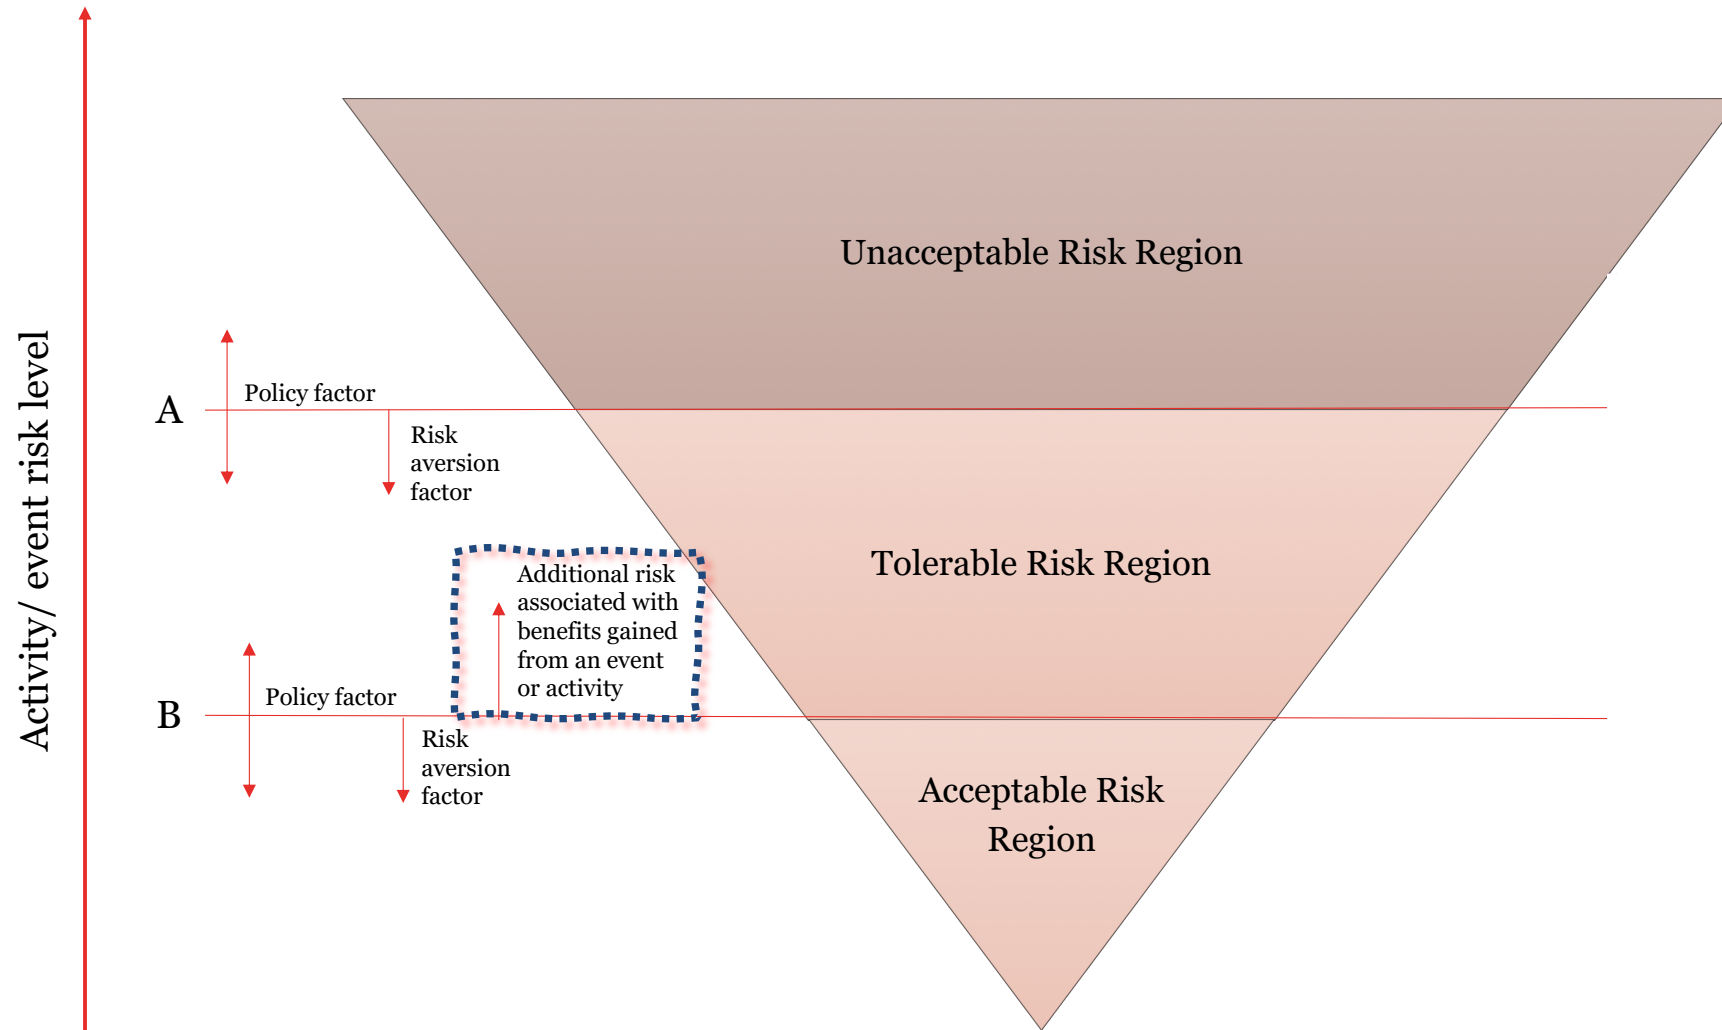 Activity/ event risk level
Unacceptable Risk Region
A
Policy factor
Risk
aversion
factor
Tolerable Risk Region
Additional risk
associated with
benefits gained
from an event
or activity
B
Policy factor
Risk
aversion
factor
Acceptable Risk
Region